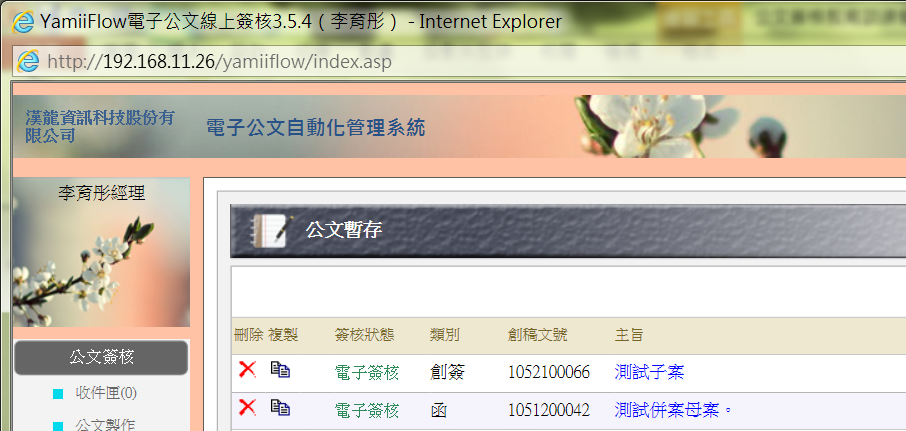 YamiiFlow電子公文線上簽核3.5.4（李育彤） - Internet Explorer
http://192.168.11.26/yamiiflow/index.asp
漢龍資訊科技股份有
限公司
電子公文自動化管理系統
李育彤經理
公文暫存
刪除 複製 簽核狀態 類別 創稿文號 主旨
公文簽核
電子簽核 創簽 1052100066 測試子案
收件匣(0)
電子簽核 函 1051200042 測試併案母案。
公文製作